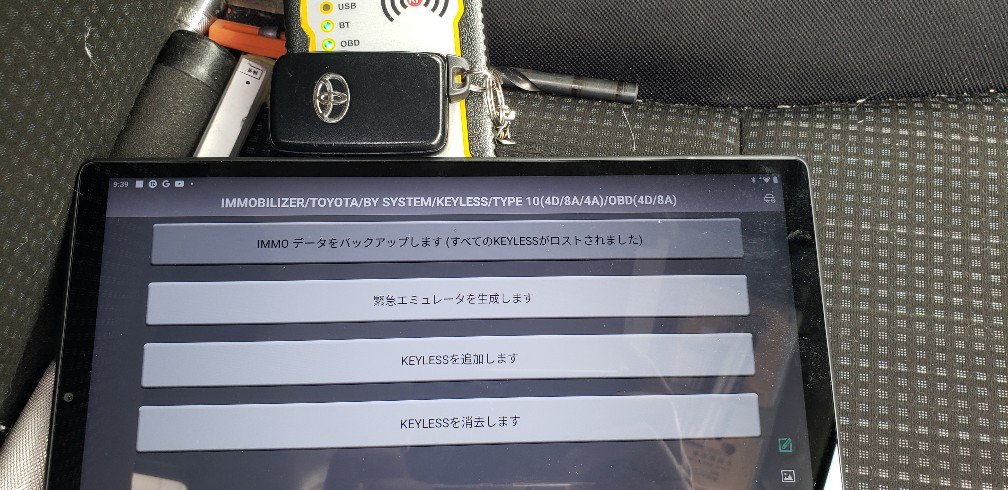 USB
BT
OBD
9:39
IMMOBILIZER/TOYOTA/BY SYSTEM/KEYLESS/TYPE 10(4D/8A/4A)/OBD(4D/8A)
IMMO データをバックアップします (すべてのKEYLESSがロストされました)
緊急エミュレータを生成します
KEYLESSを追加します
KEYLESSを消去します